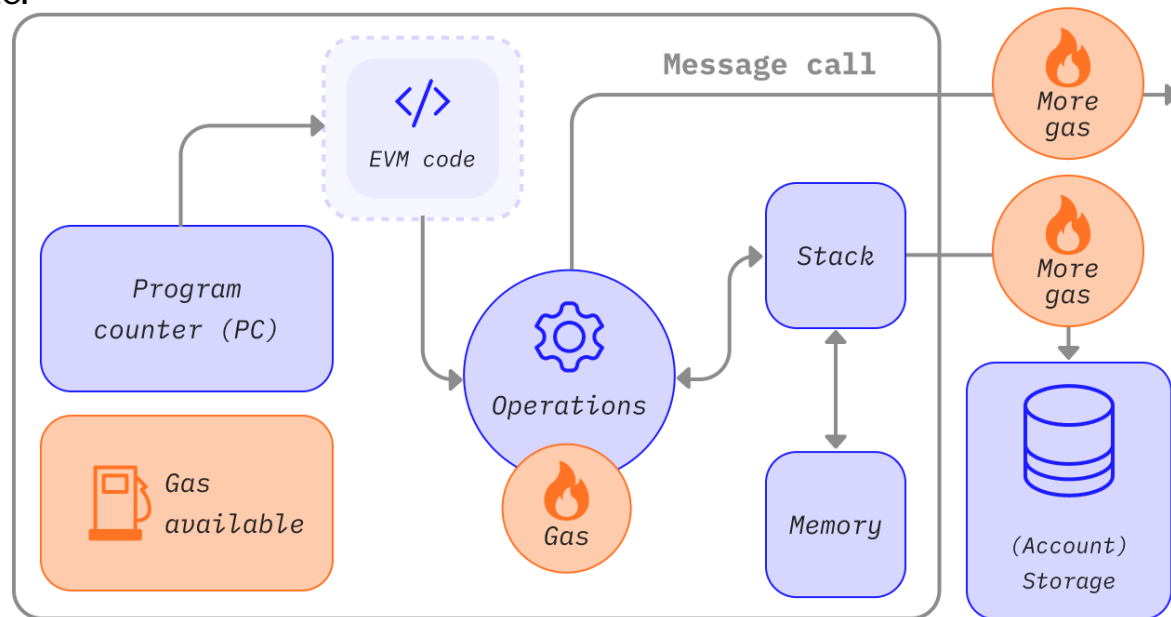 Message call
More
gas
</>
EVM code
Program
counter (PC)
Stack
More
gas
Operations
Gas
available
Gas
Memory
(Account)
Storage